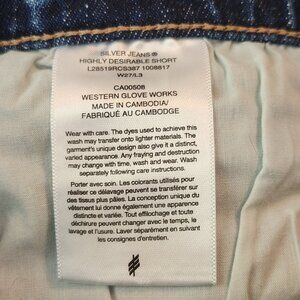 SILVER JEANS®
HIGHLY DESIRABLE SHORT
L28519RCS387 1008817
W27/L3
CA00508
WESTERN GLOVE WORKS
MADE IN CAMBODIA/
FABRIQUÉ AU CAMBODGE
Wear with care. The dyes used to achieve this
wash may transfer onto lighter materials. The
garment's unique design also give it a distinct,
varied appearance. Any fraying and destruction
may change with time, wash and wear. Wash
separately following care instructions.
Porter avec soin. Les colorants utilisés pour
réaliser ce délavage peuvent se transférer sur
des tissus plus pâles. La conception unique du
vêtement lui donne également une apparence
distincte et variée. Tout effilochage et toute
déchirure peuvent changer avec le temps, le
lavage et l'usure. Laver séparément en suivant
les consignes d'entretien.